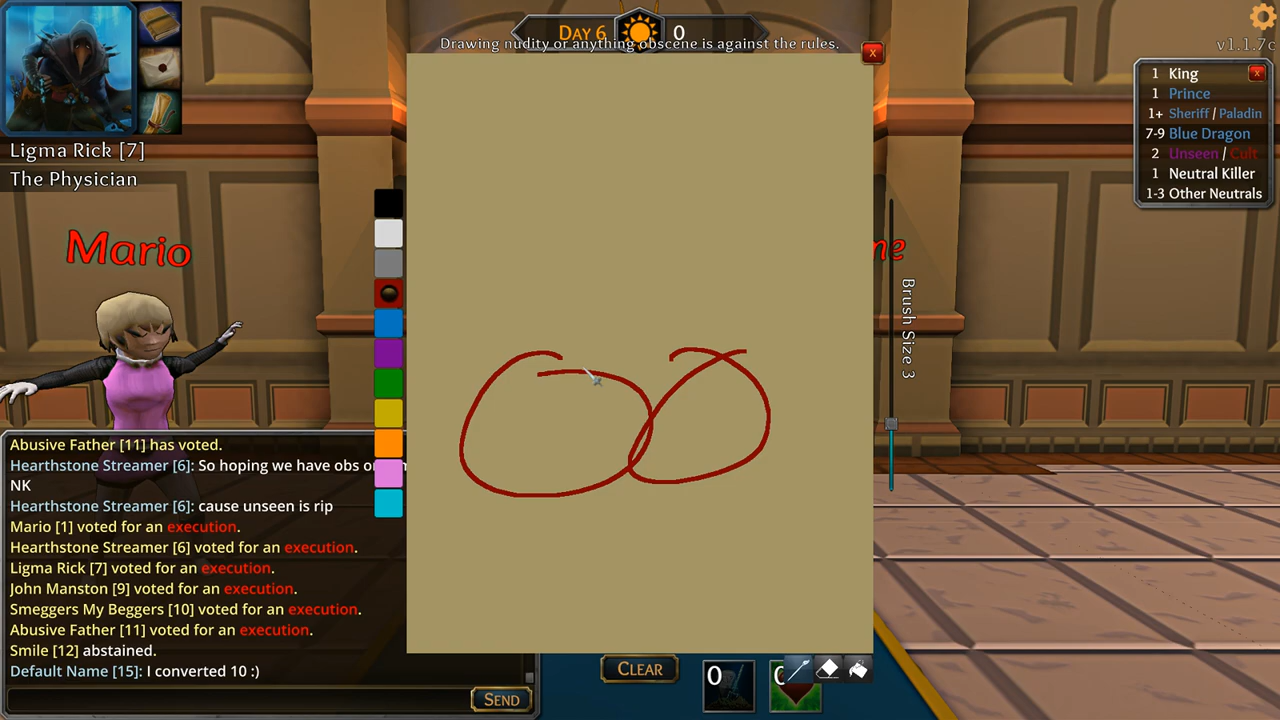 DAY 6
0
Drawing nudity or anything obscene is against the rules.
X
v1.1.7c
1 King
X
1 Prince
1+ Sheriff / Paladin
7-9 Blue Dragon
2 Unseen / Cult
1 Neutral Killer
1-3 Other Neutrals
Ligma Rick [7]
The Physician
Mario
me
Brush Size 3
Abusive Father [11] has voted.
Hearthstone Streamer [6]: So hoping we have obs o
NK
Hearthstone Streamer [6]: cause unseen is rip
Mario [1] voted for an execution.
Hearthstone Streamer [6] voted for an execution.
Ligma Rick [7] voted for an execution.
John Manston [9] voted for an execution.
Smeggers My Beggers [10] voted for an execution.
Abusive Father [11] voted for an execution.
Smile [12] abstained.
Default Name [15]: I converted 10 :)
SEND
CLEAR
0